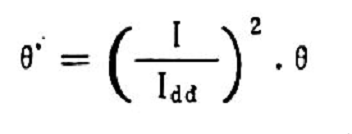 θ' = (I / I_dd)² . θ